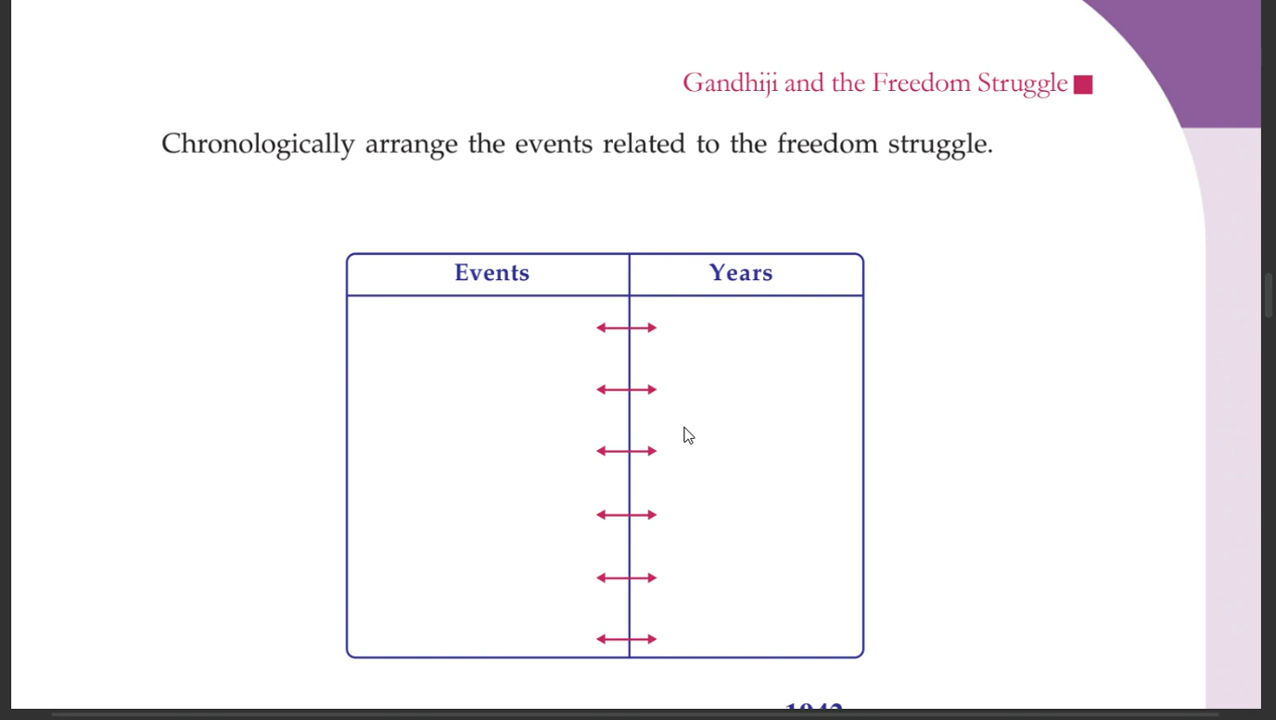 Gandhiji and the Freedom Struggle
Chronologically arrange the events related to the freedom struggle.
Events Years